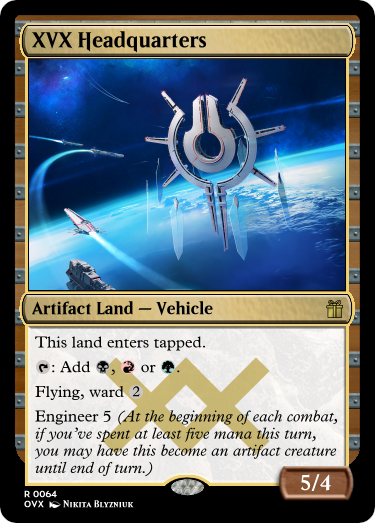 XVX Headquarters
Artifact Land — Vehicle
This land enters tapped.
: Add , or .
Flying, ward 2
Engineer 5 (At the beginning of each combat,
if you've spent at least five mana this turn,
you may have this become an artifact creature
until end of turn.)
5/4
R 0064
OVX Nikita Blyzniuk